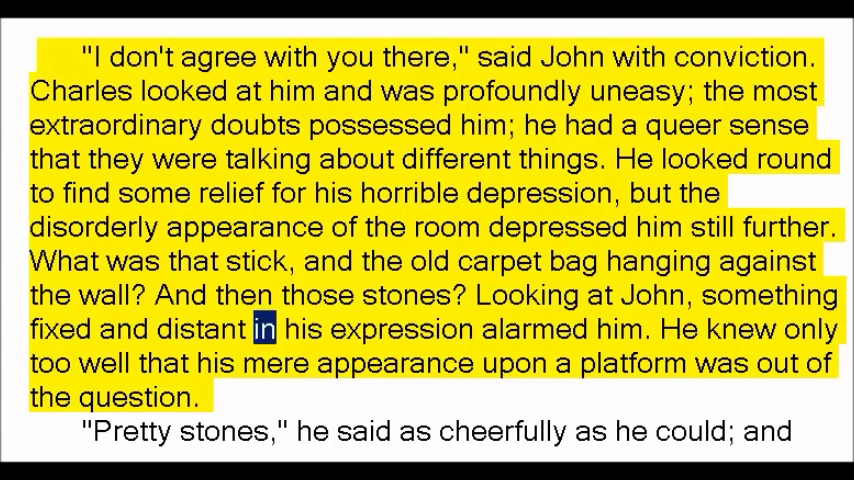 "I don't agree with you there," said John with conviction.
Charles looked at him and was profoundly uneasy; the most
extraordinary doubts possessed him; he had a queer sense
that they were talking about different things. He looked round
to find some relief for his horrible depression, but the
disorderly appearance of the room depressed him still further.
What was that stick, and the old carpet bag hanging against
the wall? And then those stones? Looking at John, something
fixed and distant in his expression alarmed him. He knew only
too well that his mere appearance upon a platform was out of
the question.
"Pretty stones," he said as cheerfully as he could; and